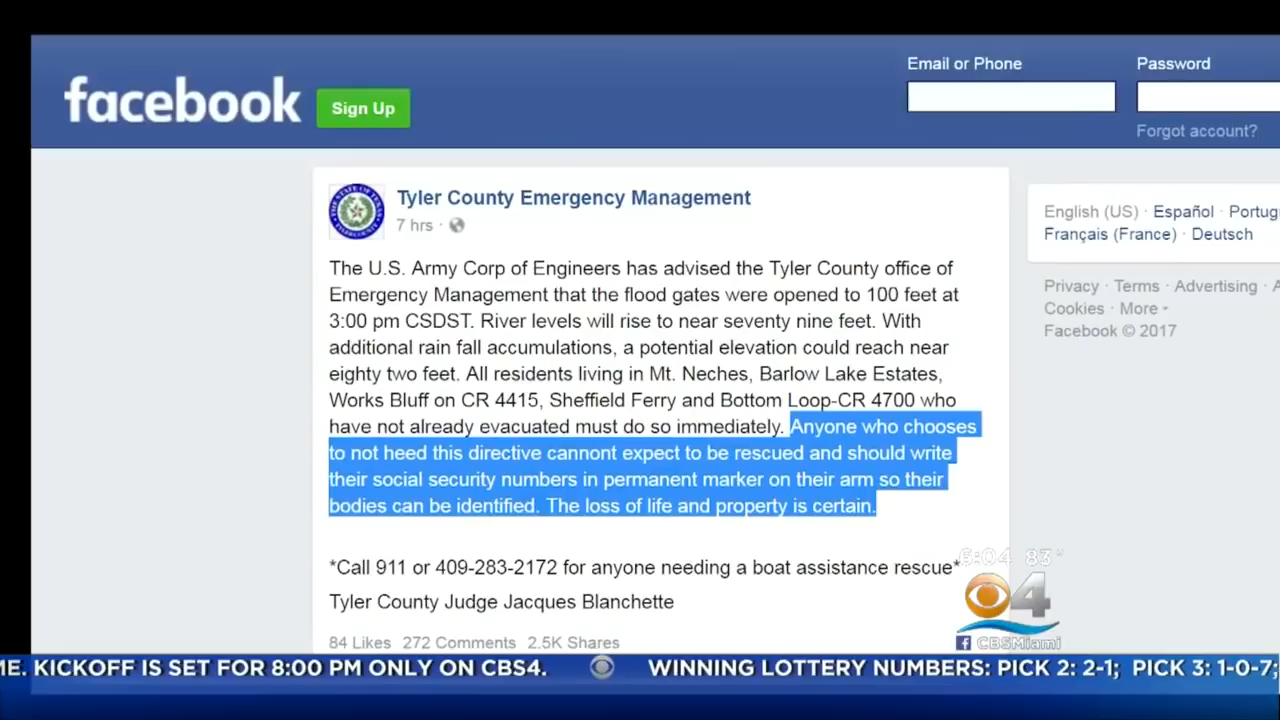 facebook
Sign Up
Email or Phone
Password
Forgot account?
Tyler County Emergency Management
7 hrs ·
The U.S. Army Corp of Engineers has advised the Tyler County office of
Emergency Management that the flood gates were opened to 100 feet at
3:00 pm CSDST. River levels will rise to near seventy nine feet. With
additional rain fall accumulations, a potential elevation could reach near
eighty two feet. All residents living in Mt. Neches, Barlow Lake Estates,
Works Bluff on CR 4415, Sheffield Ferry and Bottom Loop-CR 4700 who
have not already evacuated must do so immediately. Anyone who chooses
to not heed this directive cannont expect to be rescued and should write
their social security numbers in permanent marker on their arm so their
bodies can be identified. The loss of life and property is certain.
*Call 911 or 409-283-2172 for anyone needing a boat assistance rescue*
Tyler County Judge Jacques Blanchette
84 Likes 272 Comments 2.5K Shares
English (US) · Español · Portug
Français (France) · Deutsch
Privacy · Terms · Advertising · A
Cookies · More
Facebook © 2017
6:04 83°
4
CBSMiami
ME. KICKOFF IS SET FOR 8:00 PM ONLY ON CBS4. WINNING LOTTERY NUMBERS: PICK 2: 2-1; PICK 3: 1-0-7;